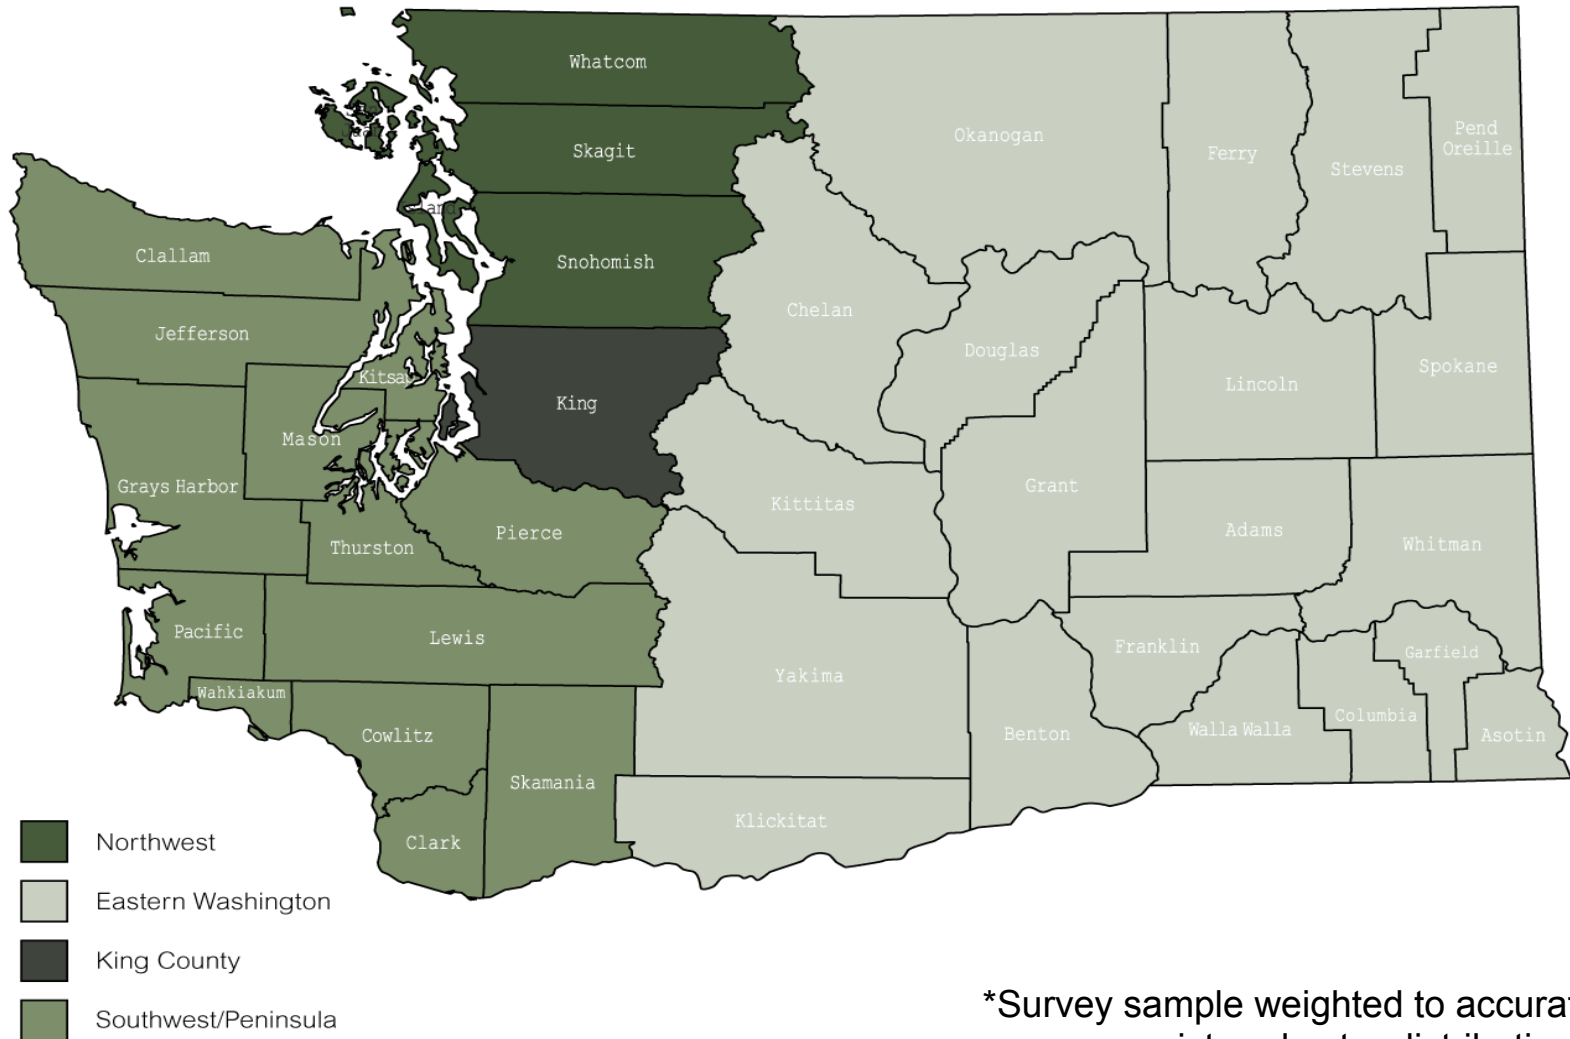 Whatcom
Skagit
Snohomish
Okanogan
Ferry
Stevens
Pend
Oreille
Clallam
Jefferson
Chelan
Douglas
Lincoln
Spokane
King
Mason
Grays Harbor
Kittitas
Grant
Adams
Whitman
Thurston
Pierce
Pacific
Lewis
Wahkiakum
Yakima
Franklin
Garfield
Cowlitz
Skamania
Benton
Walla Walla
Columbia
Asotin
Clark
Klickitat
Northwest
Eastern Washington
King County
Southwest/Peninsula
*Survey sample weighted to